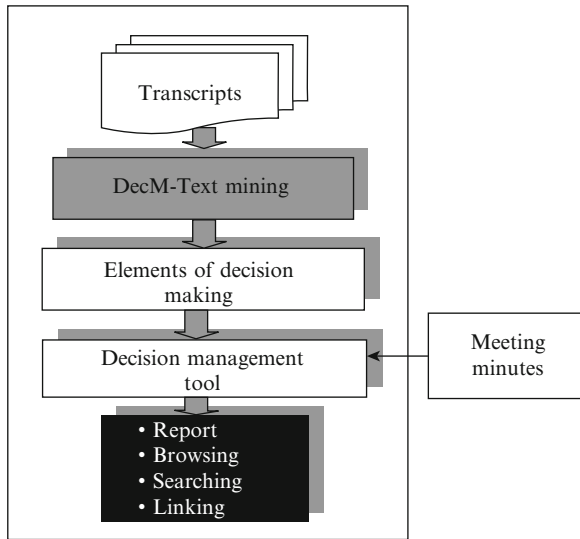 Transcripts
DecM-Text mining
Elements of decision
making
Decision management
tool
Meeting
minutes
• Report
• Browsing
• Searching
• Linking